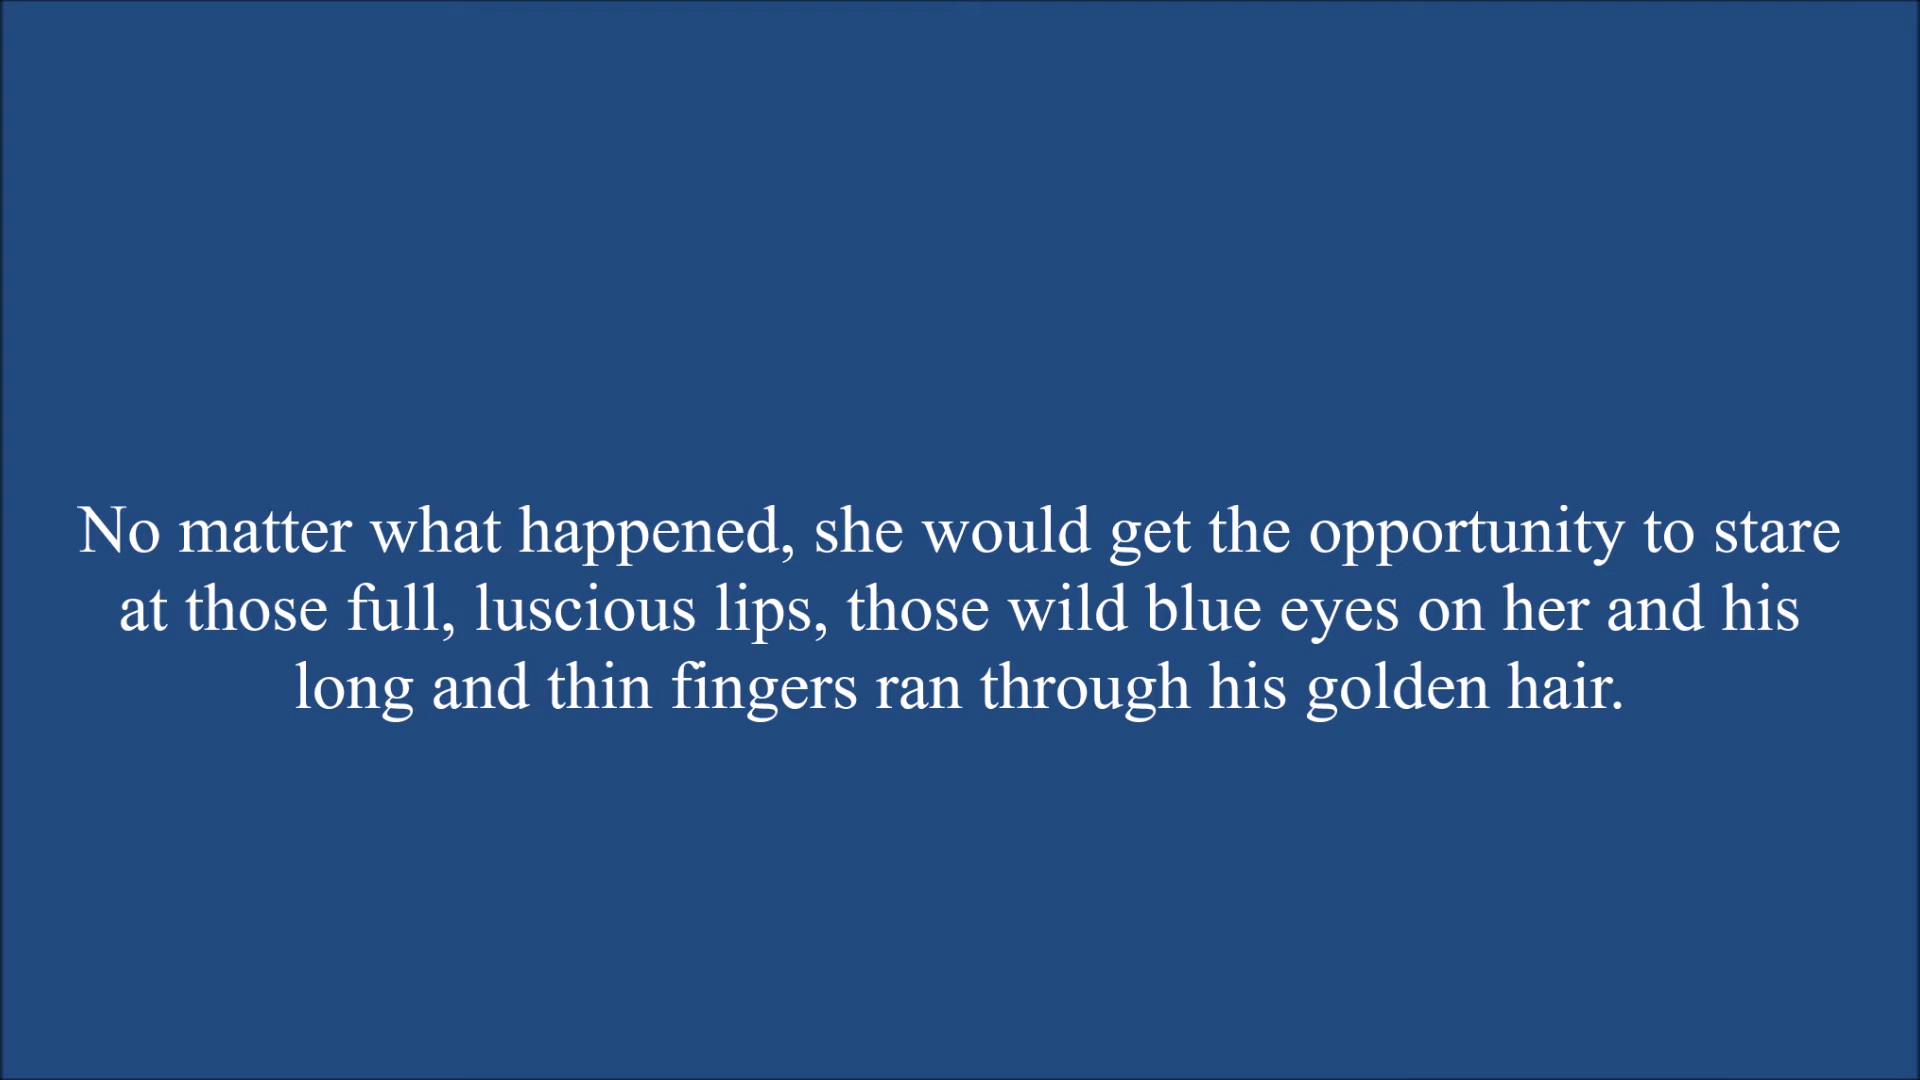 No matter what happened, she would get the opportunity to stare
at those full, luscious lips, those wild blue eyes on her and his
long and thin fingers ran through his golden hair.